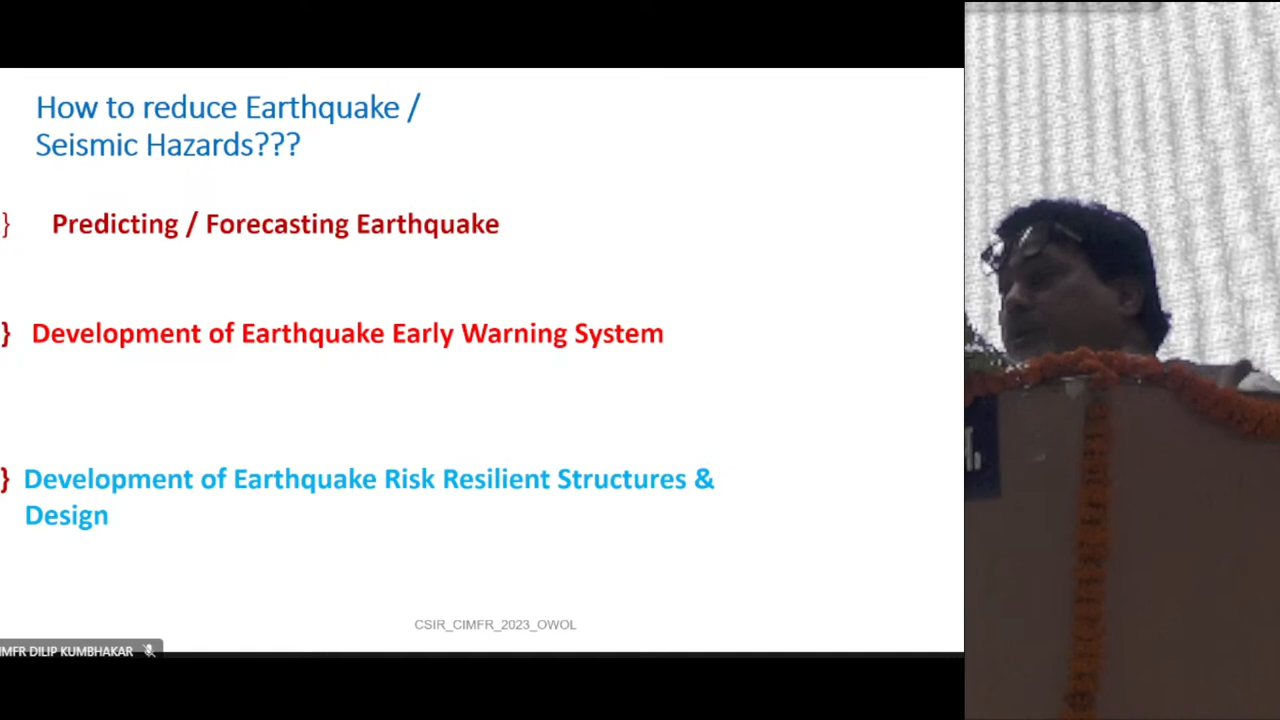 How to reduce Earthquake /
Seismic Hazards???
} Predicting / Forecasting Earthquake
} Development of Earthquake Early Warning System
} Development of Earthquake Risk Resilient Structures &
Design
CSIR_CIMFR_2023_OWOL
IMFR DILIP KUMBHAKAR